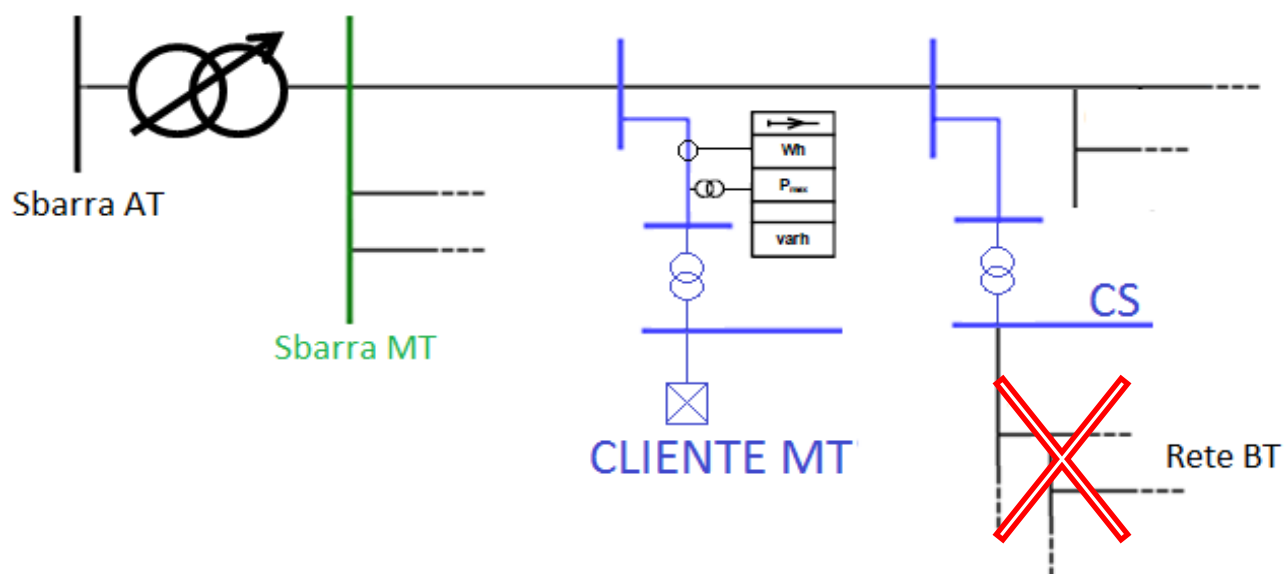 Sbarra AT
Sbarra MT
Wh
Pmax
varh
CLIENTE MT
CS
Rete BT